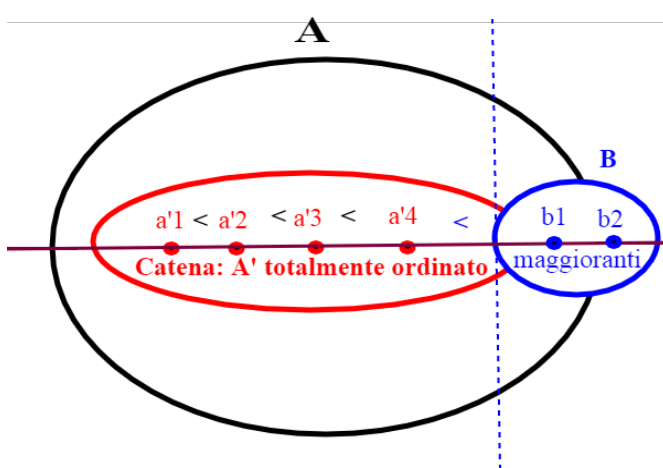 A
B
a'1 < a'2 < a'3 < a'4 < b1 b2
Catena: A' totalmente ordinato maggioranti